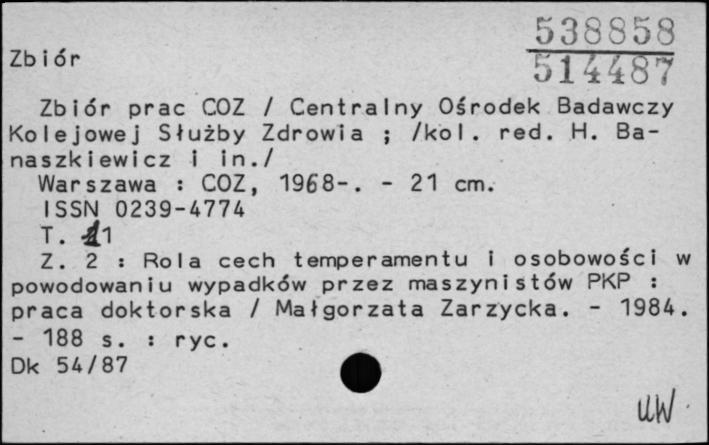 538858
Zbiór
514487
Zbiór prac COZ / Centralny Ośrodek Badawczy
Kolejowej Służby Zdrowia ; /kol. red. H. Ba-
naszkiewicz i in./
Warszawa : COZ, 1968-. - 21 cm.
ISSN 0239-4774
T. 11
Z. 2 : Rola cech temperamentu i osobowości w
powodowaniu wypadków przez maszynistów PKP :
praca doktorska / Małgorzata Zarzycka. - 1984.
- 188 s. : ryc.
Dk 54/87
UW